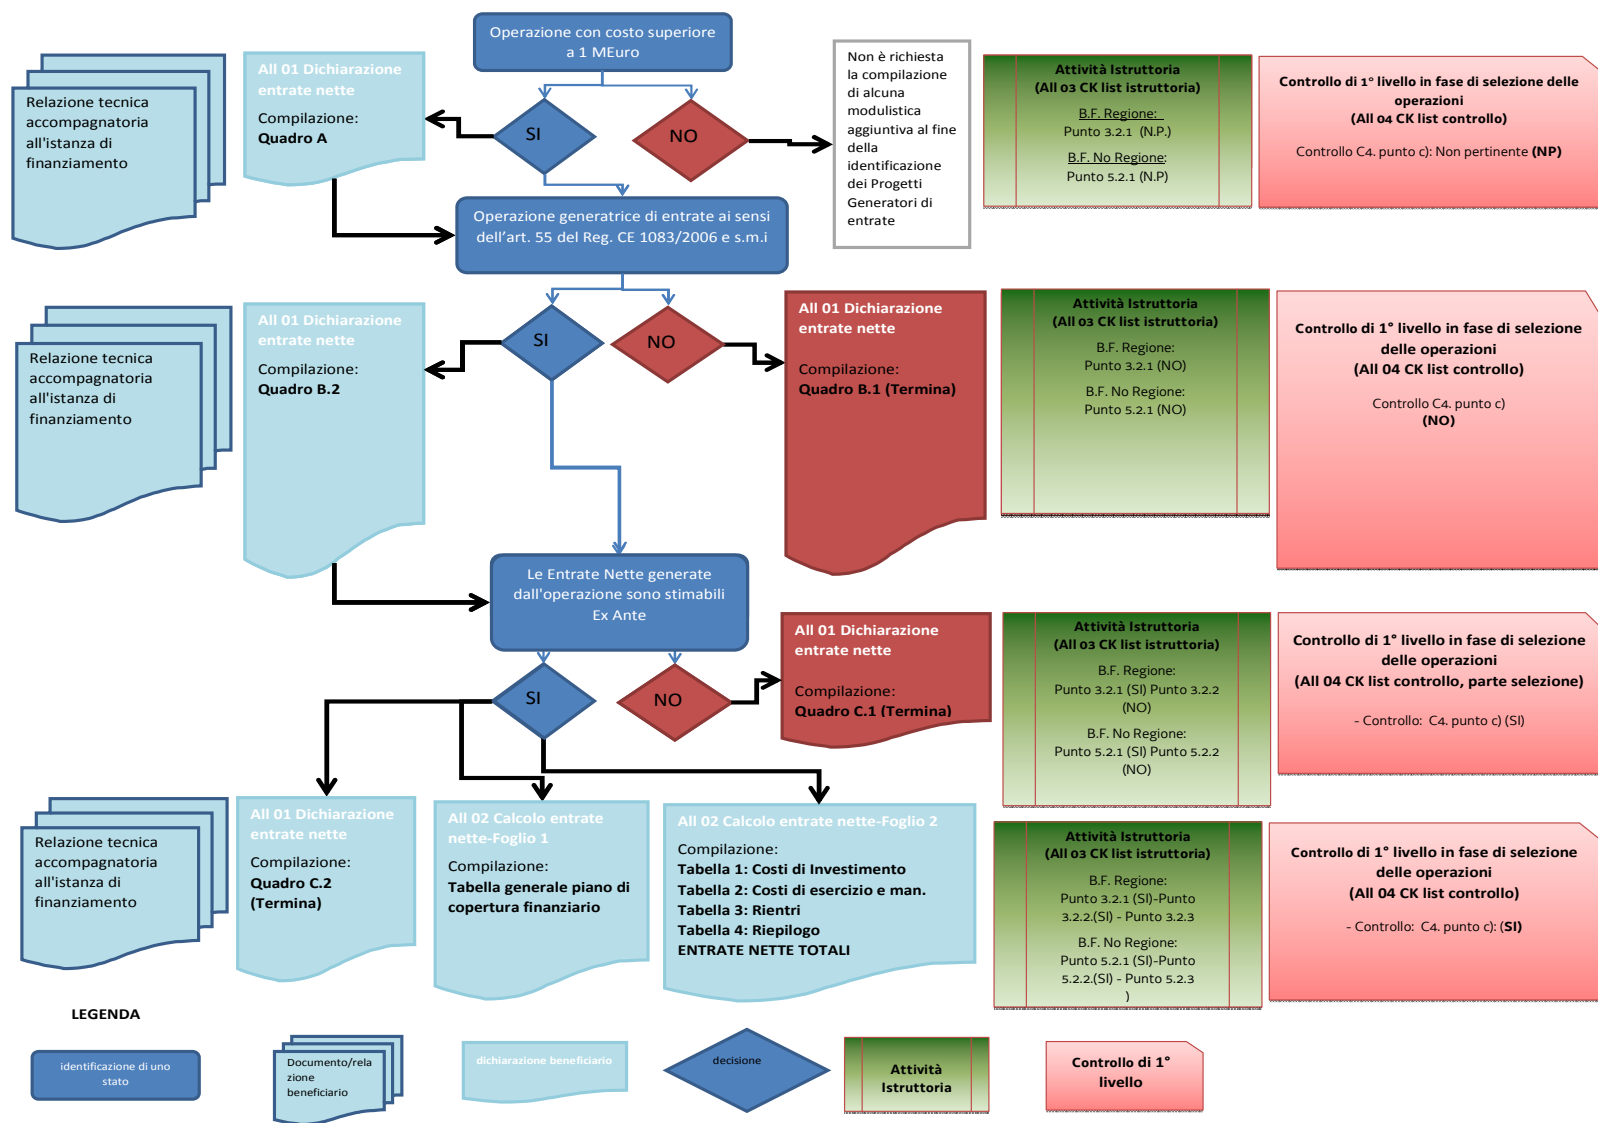 Operazione con costo superiore
a 1 MEuro
Relazione tecnica
accompagnatoria
all'istanza di
finanziamento
All 01 Dichiarazione
entrate nette
Compilazione:
Quadro A
SI
NO
Non è richiesta
la compilazione
di alcuna
modulistica
aggiuntiva al fine
della
identificazione
dei Progetti
Generatori di
entrate
Attività Istruttoria
(All 03 CK list istruttoria)
B.F. Regione:
Punto 3.2.1 (N.P.)
B.F. No Regione:
Punto 5.2.1 (N.P)
Controllo di 1° livello in fase di selezione delle
operazioni
(All 04 CK list controllo)
Controllo C4. punto c): Non pertinente (NP)
Operazione generatrice di entrate ai sensi
dell'art. 55 del Reg. CE 1083/2006 e s.m.i
Relazione tecnica
accompagnatoria
all'istanza di
finanziamento
All 01 Dichiarazione
entrate nette
Compilazione:
Quadro B.2
SI
NO
All 01 Dichiarazione
entrate nette
Compilazione:
Quadro B.1 (Termina)
Attività Istruttoria
(All 03 CK list istruttoria)
B.F. Regione:
Punto 3.2.1 (NO)
B.F. No Regione:
Punto 5.2.1 (NO)
Controllo di 1° livello in fase di selezione
delle operazioni
(All 04 CK list controllo)
Controllo C4. punto c)
(NO)
Le Entrate Nette generate
dall'operazione sono stimabili
Ex Ante
SI
NO
All 01 Dichiarazione
entrate nette
Compilazione:
Quadro C.1 (Termina)
Attività Istruttoria
(All 03 CK list istruttoria)
B.F. Regione:
Punto 3.2.1 (SI) Punto 3.2.2
(NO)
B.F. No Regione:
Punto 5.2.1 (SI) Punto 5.2.2
(NO)
Controllo di 1° livello in fase di selezione
delle operazioni
(All 04 CK list controllo, parte selezione)
- Controllo: C4. punto c) (SI)
Relazione tecnica
accompagnatoria
all'istanza di
finanziamento
All 01 Dichiarazione
entrate nette
Compilazione:
Quadro C.2
(Termina)
All 02 Calcolo entrate
nette-Foglio 1
Compilazione:
Tabella generale piano di
copertura finanziario
All 02 Calcolo entrate nette-Foglio 2
Compilazione:
Tabella 1: Costi di Investimento
Tabella 2: Costi di esercizio e man.
Tabella 3: Rientri
Tabella 4: Riepilogo
ENTRATE NETTE TOTALI
Attività Istruttoria
(All 03 CK list istruttoria)
B.F. Regione:
Punto 3.2.1 (SI)-Punto
3.2.2.(SI) - Punto 3.2.3
B.F. No Regione:
Punto 5.2.1 (SI)-Punto
5.2.2.(SI) - Punto 5.2.3
)
Controllo di 1° livello in fase di selezione
delle operazioni
(All 04 CK list controllo)
- Controllo: C4. punto c): (SI)
LEGENDA
identificazione di uno
stato
Documento/rela
zione
beneficiario
dichiarazione beneficiario
decisione
Attività
Istruttoria
Controllo di 1°
livello